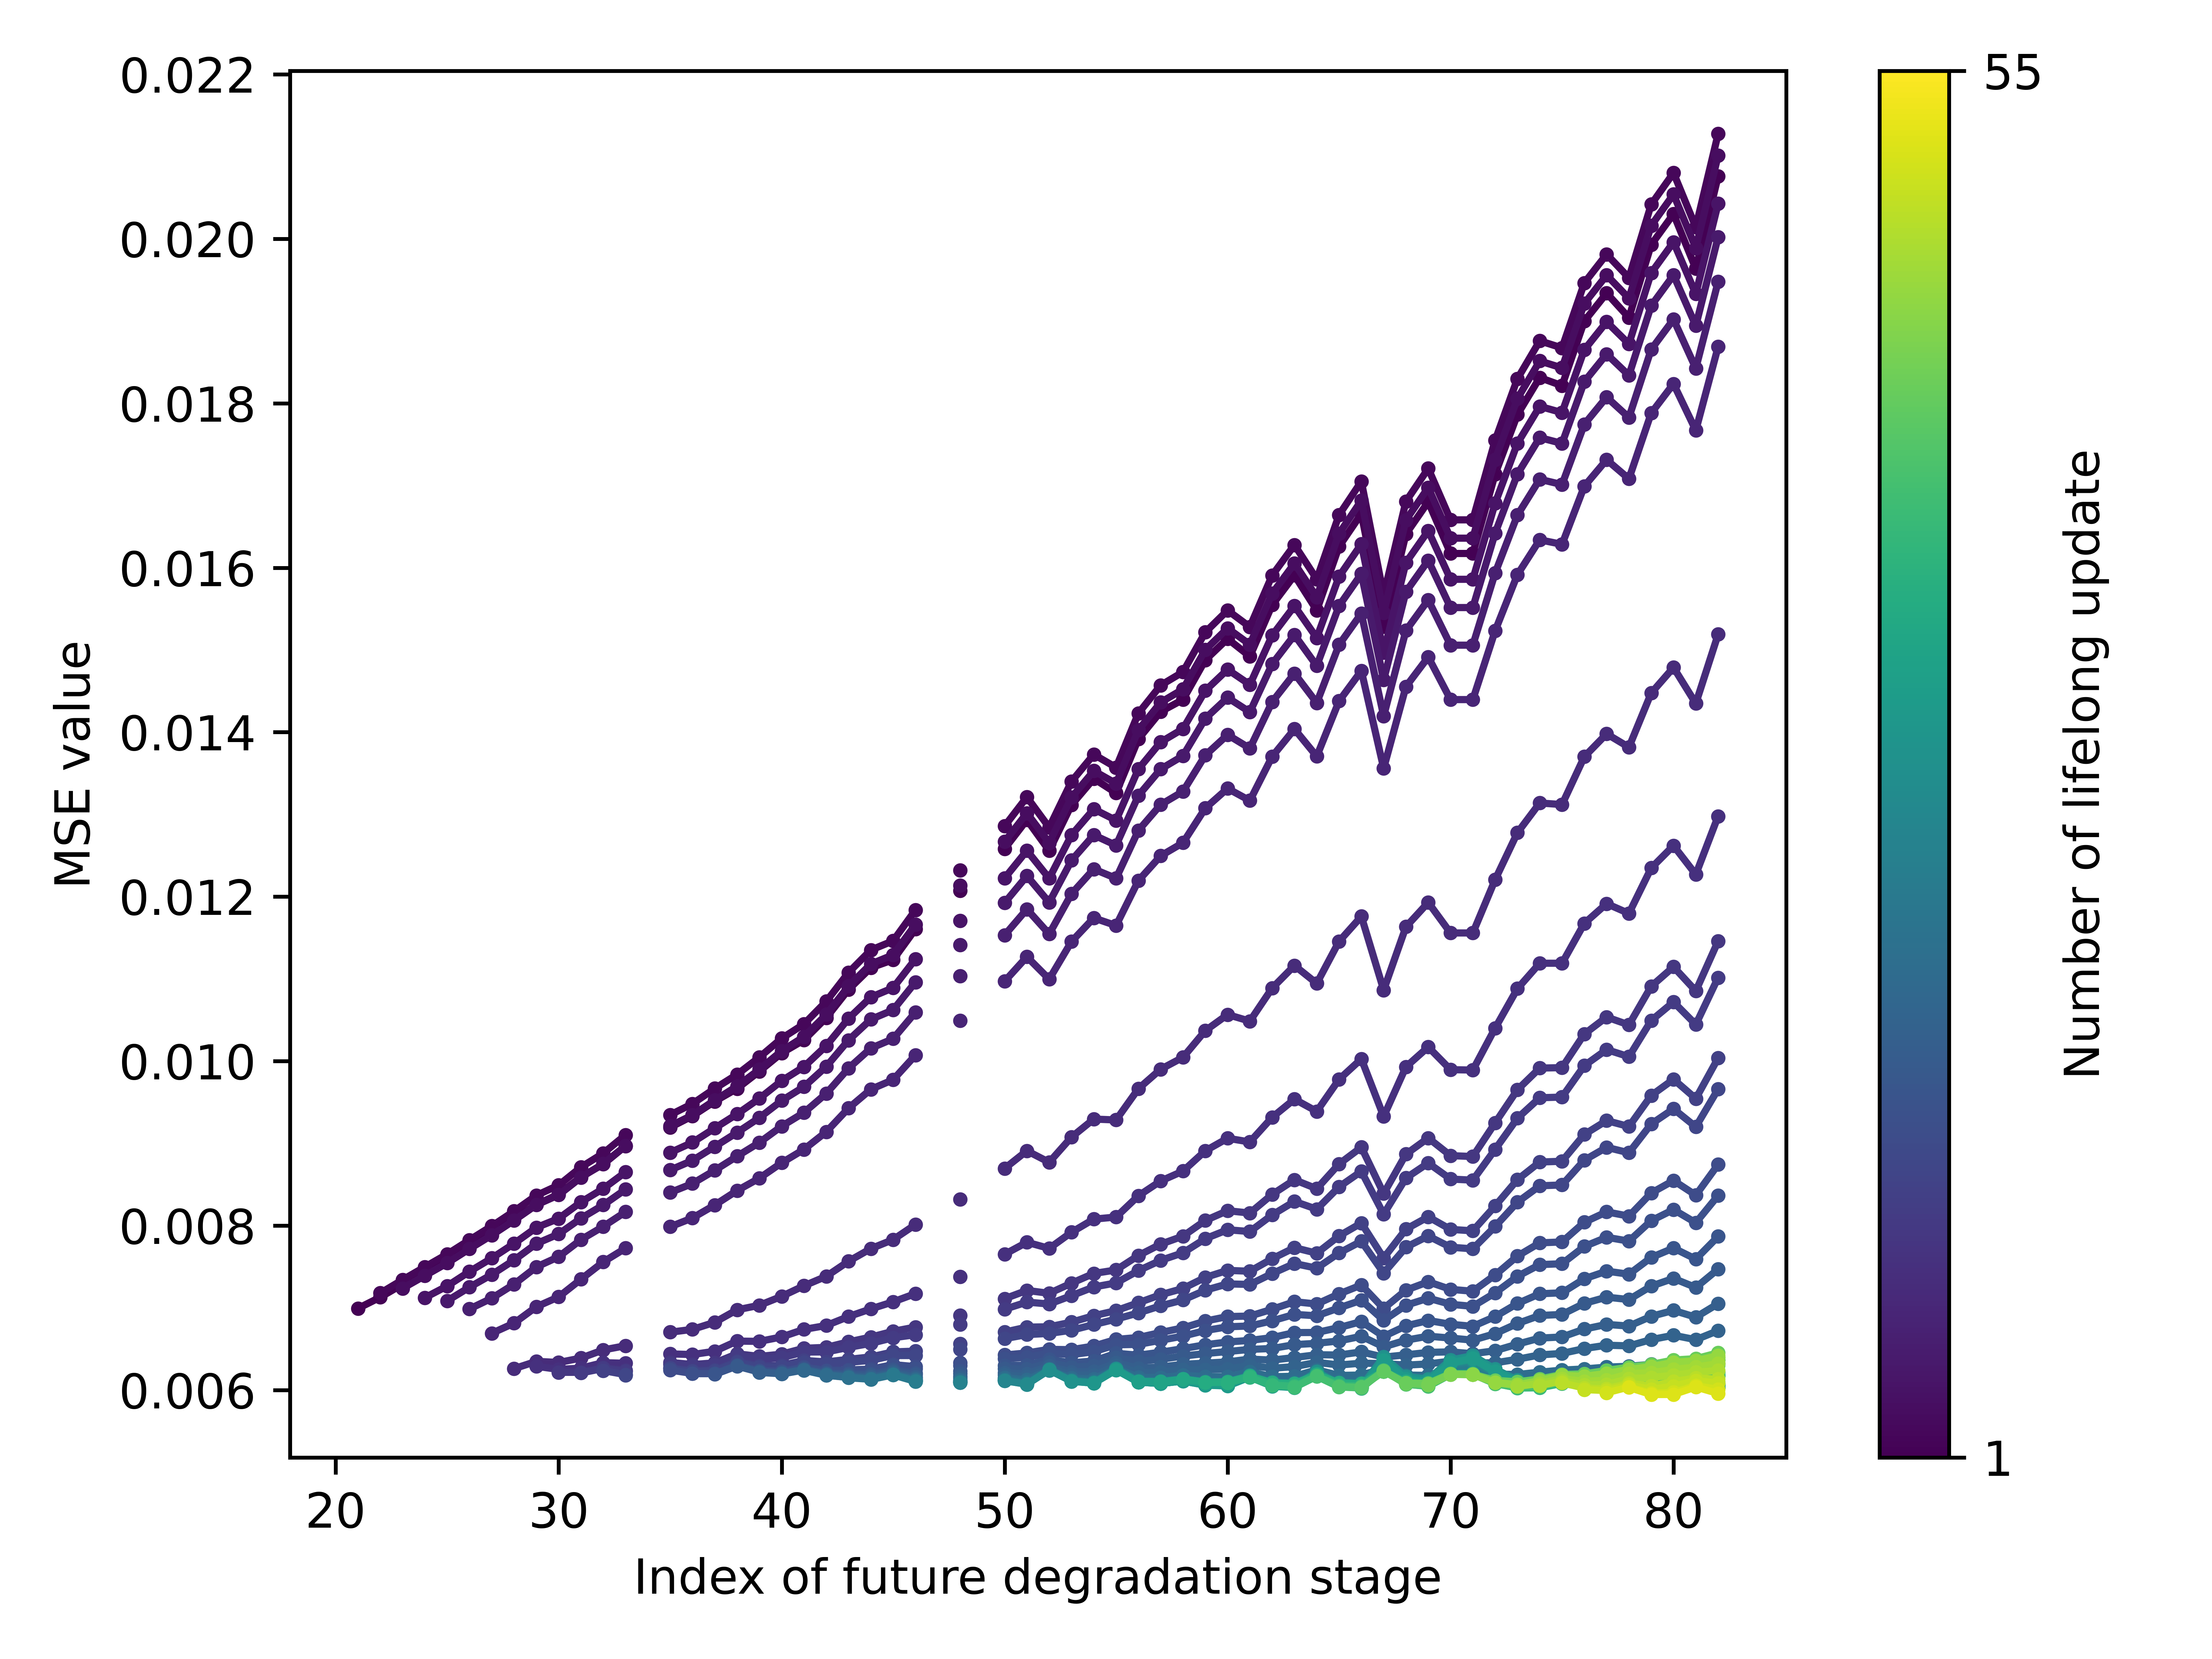 0.022
0.020
0.018
0.016
0.014
0.012
0.010
0.008
0.006
MSE value
20 30 40 50 60 70 80
Index of future degradation stage
55
1
Number of lifelong update